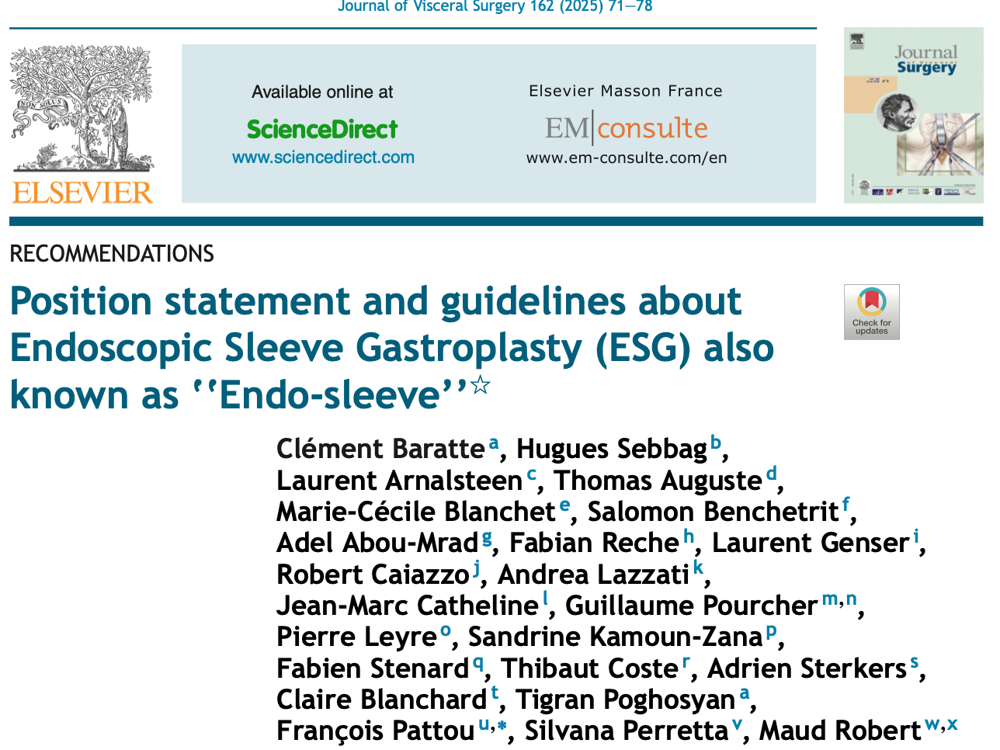 Journal of Visceral Surgery 162 (2025) 71—78
NON SOLUS
ELSEVIER
Available online at
ScienceDirect
www.sciencedirect.com
Elsevier Masson France
EM|consulte
www.em-consulte.com/en
Journal
of Visceral
Surgery
RECOMMENDATIONS
Position statement and guidelines about
Endoscopic Sleeve Gastroplasty (ESG) also
known as ‘‘Endo-sleeve’’☆
Check for
updates
Clément Baratte a, Hugues Sebbag b,
Laurent Arnalsteen c, Thomas Auguste d,
Marie-Cécile Blanchet e, Salomon Benchetrit f,
Adel Abou-Mrad g, Fabian Reche h, Laurent Genser i,
Robert Caiazzo j, Andrea Lazzati k,
Jean-Marc Catheline l, Guillaume Pourcher m,n,
Pierre Leyre o, Sandrine Kamoun-Zana p,
Fabien Stenard q, Thibaut Coste r, Adrien Sterkers s,
Claire Blanchard t, Tigran Poghosyan a,
François Pattou u,*, Silvana Perretta v, Maud Robert w,x